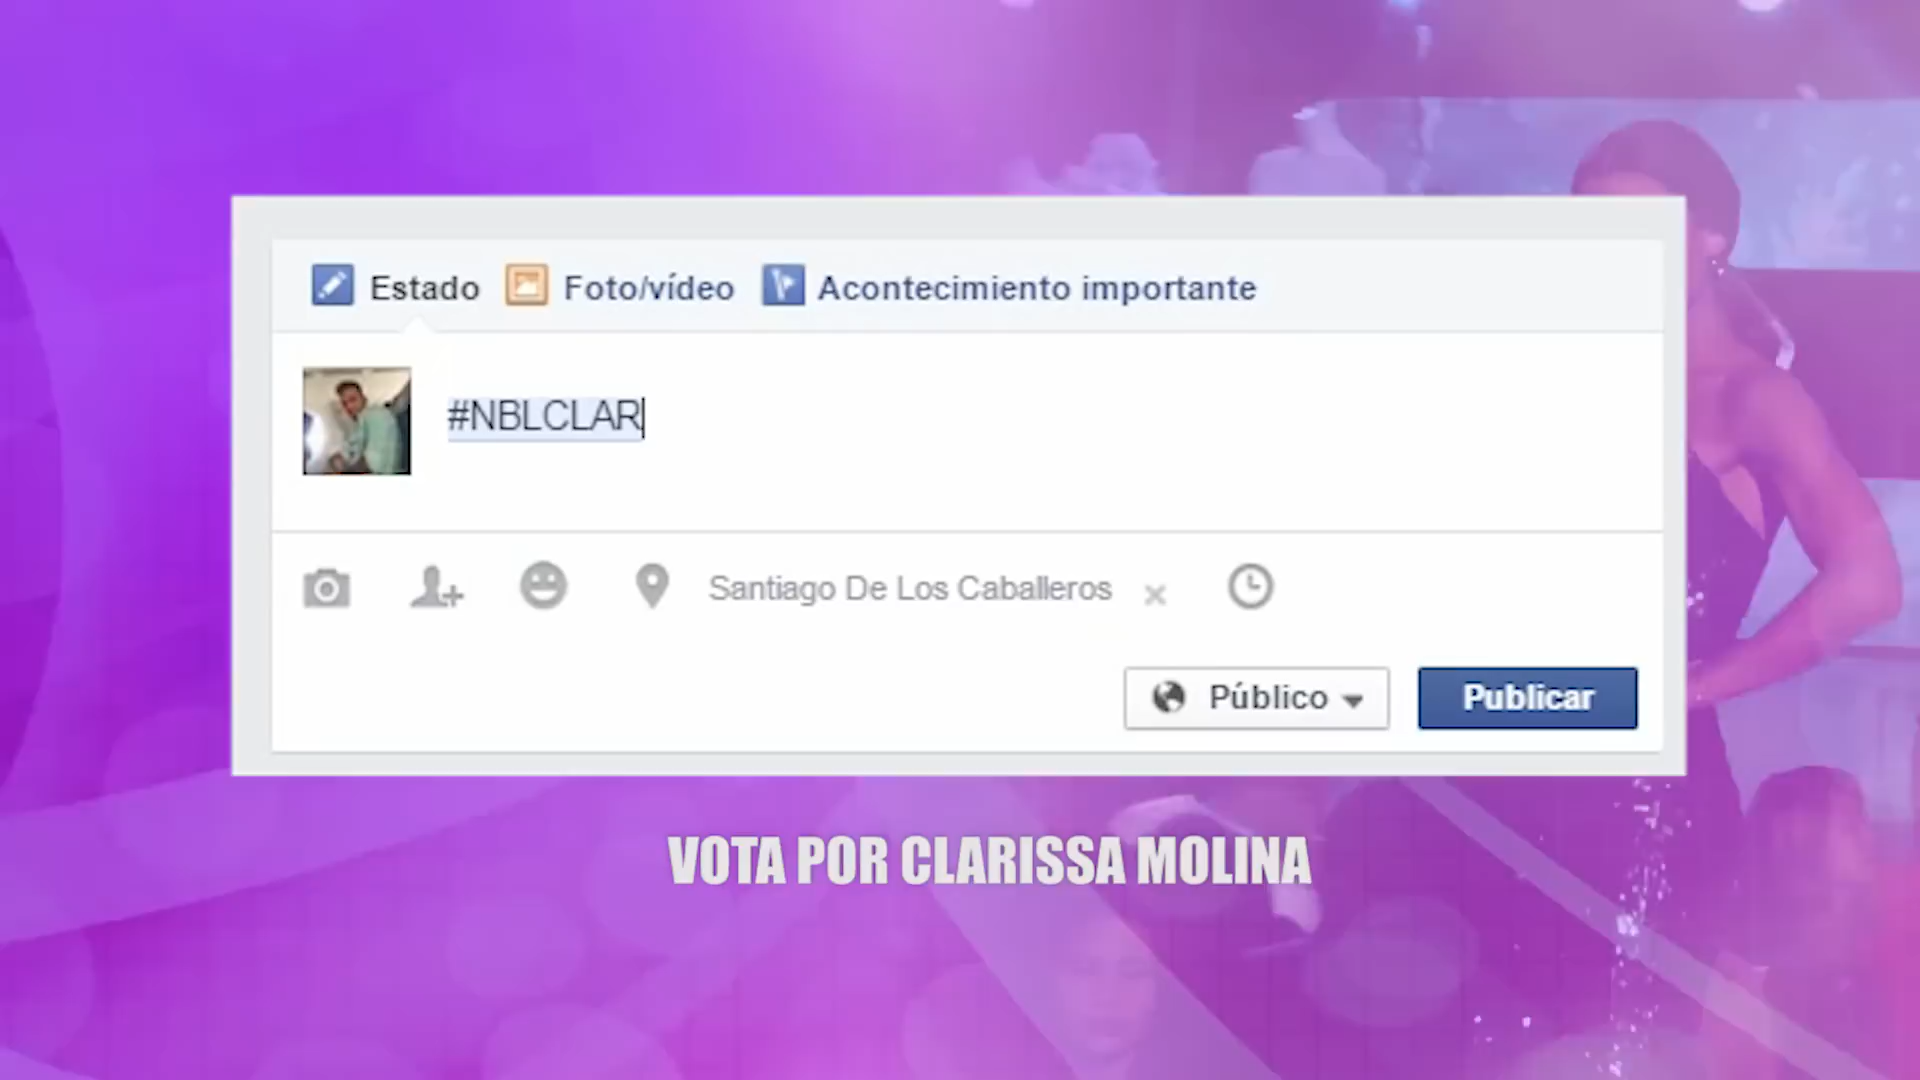 Estado Foto/vídeo Acontecimiento importante
#NBLCLAR
Santiago De Los Caballeros
Público Publicar
VOTA POR CLARISSA MOLINA